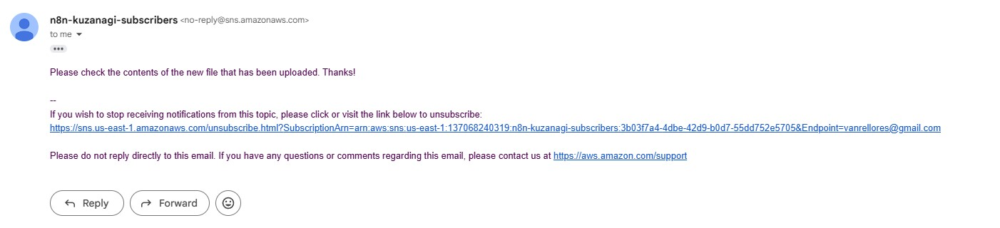 n8n-kuzanagi-subscribers <no-reply@sns.amazonaws.com>
to me
Please check the contents of the new file that has been uploaded. Thanks!
--
If you wish to stop receiving notifications from this topic, please click or visit the link below to unsubscribe:
https://sns.us-east-1.amazonaws.com/unsubscribe.html?SubscriptionArn=arn:aws:sns:us-east-1:137068240319:n8n-kuzanagi-subscribers:3b03f7a4-4dbe-42d9-b0d7-55dd752e5705&Endpoint=vanrellores@gmail.com
Please do not reply directly to this email. If you have any questions or comments regarding this email, please contact us at https://aws.amazon.com/support
Reply Forward